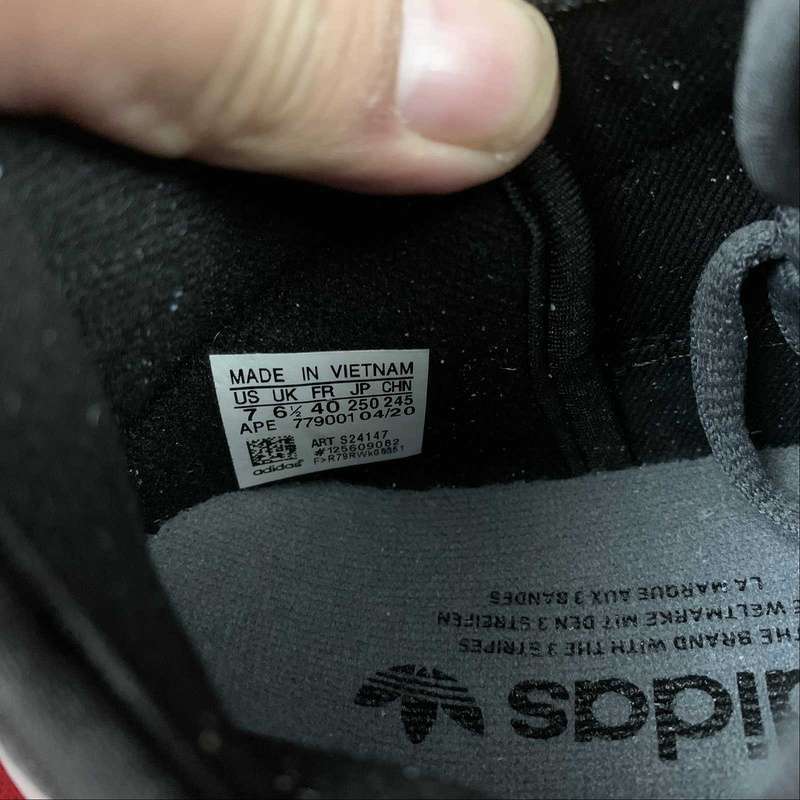 MADE IN VIETNAM
US UK FR JP CHN
7 6½ 40 250 245
APE 779001 04/20
ART S24147
#125609082
adidas
LA MARQUE AUX 3 BANDES
WELTMARKE MIT DEN 3 STREIFEN
THE BRAND WITH THE 3 STRIPES
adidas